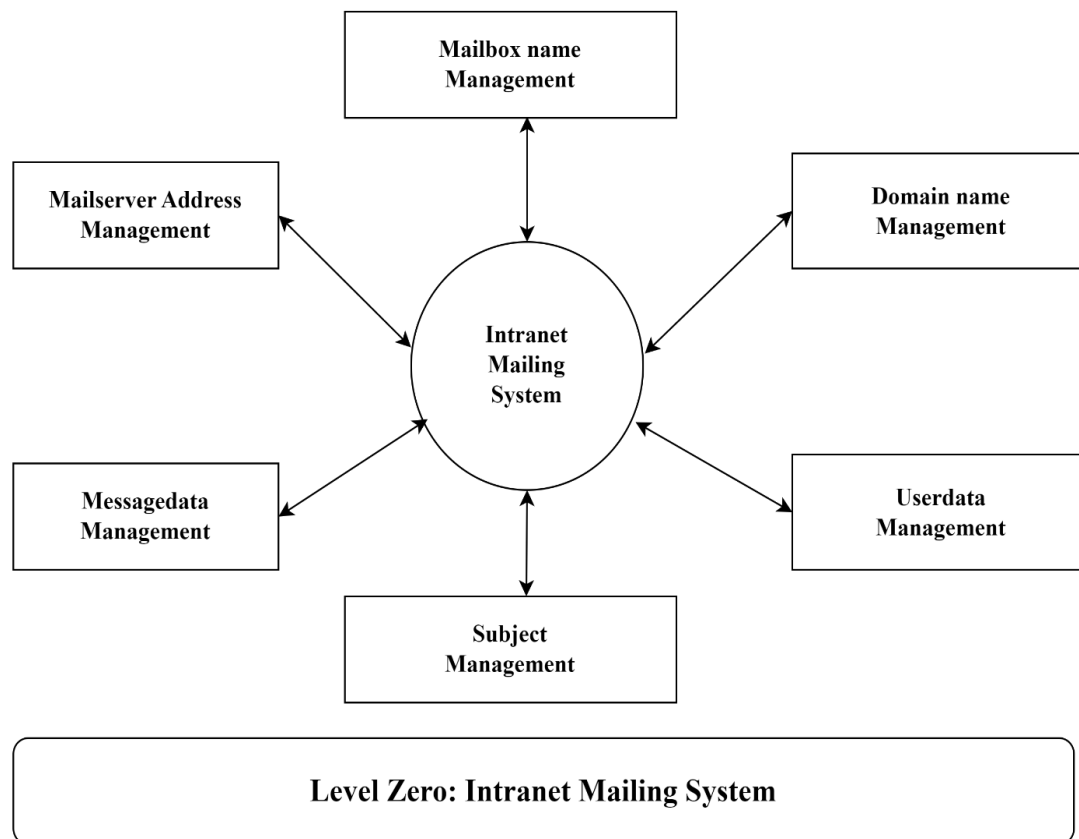 Mailbox name
Management
Mailserver Address
Management
Domain name
Management
Intranet
Mailing
System
Messagedata
Management
Userdata
Management
Subject
Management
Level Zero: Intranet Mailing System